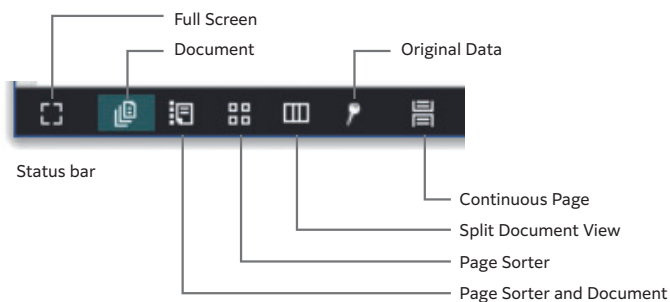 Full Screen
Document
Original Data
Status bar
Continuous Page
Split Document View
Page Sorter
Page Sorter and Document